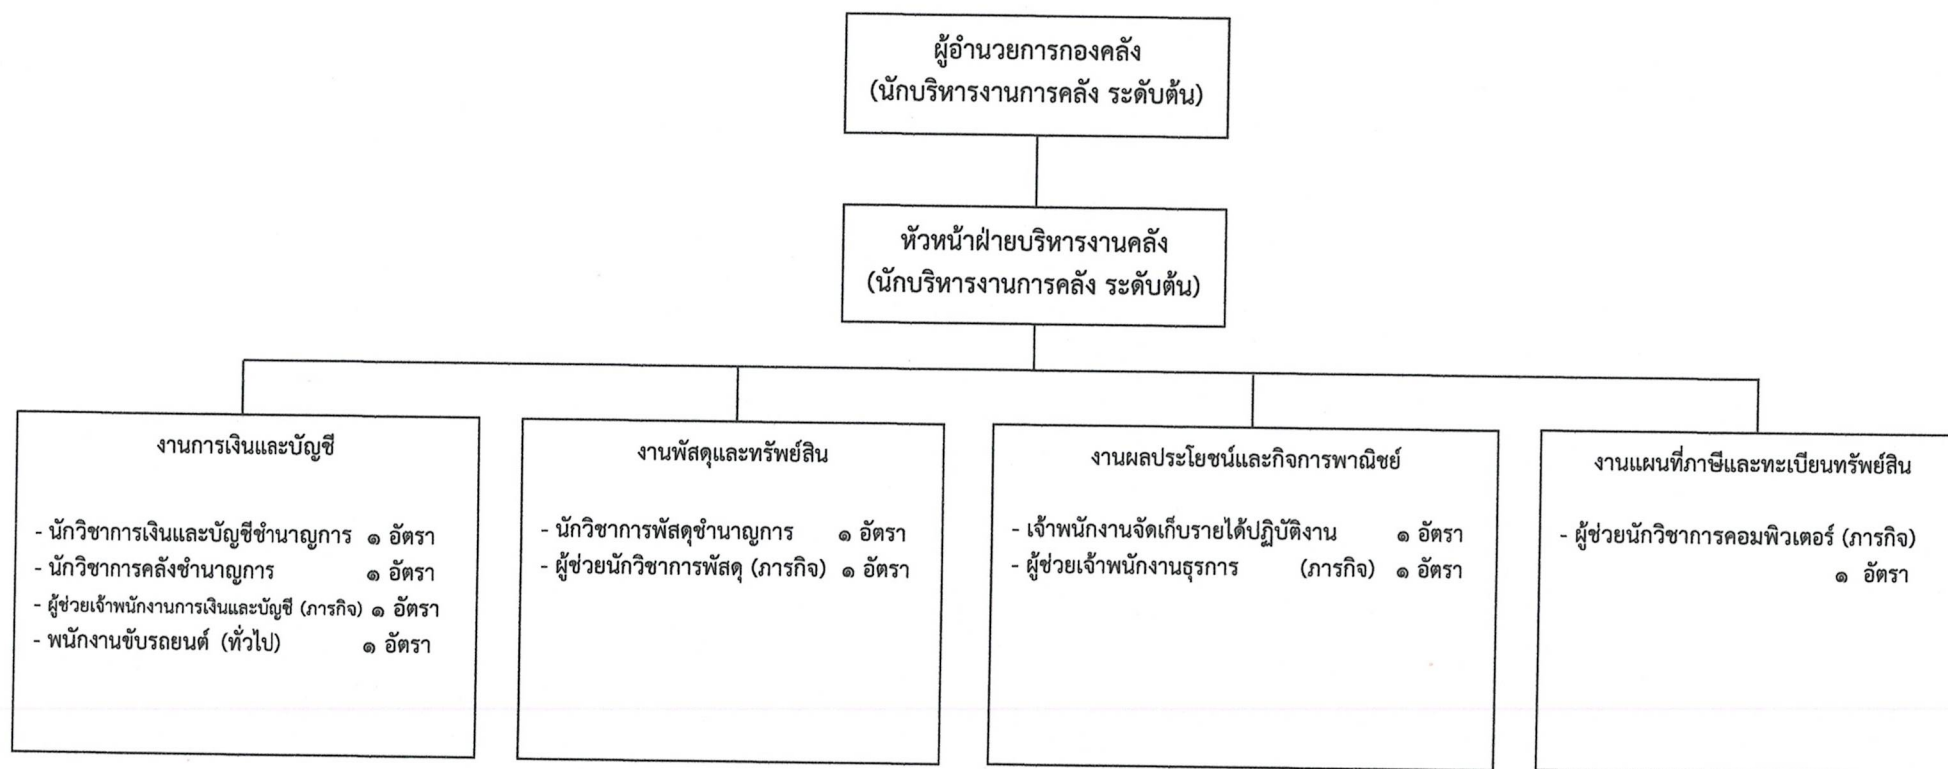 ผู้อำนวยการกองคลัง
(นักบริหารงานการคลัง ระดับต้น)
หัวหน้าฝ่ายบริหารงานคลัง
(นักบริหารงานการคลัง ระดับต้น)
งานการเงินและบัญชี
- นักวิชาการเงินและบัญชีชำนาญการ ๑ อัตรา
- นักวิชาการคลังชำนาญการ ๑ อัตรา
- ผู้ช่วยเจ้าพนักงานการเงินและบัญชี (ภารกิจ) ๑ อัตรา
- พนักงานขับรถยนต์ (ทั่วไป) ๑ อัตรา
งานพัสดุและทรัพย์สิน
- นักวิชาการพัสดุชำนาญการ ๑ อัตรา
- ผู้ช่วยนักวิชาการพัสดุ (ภารกิจ) ๑ อัตรา
งานผลประโยชน์และกิจการพาณิชย์
- เจ้าพนักงานจัดเก็บรายได้ปฏิบัติงาน ๑ อัตรา
- ผู้ช่วยเจ้าพนักงานธุรการ (ภารกิจ) ๑ อัตรา
งานแผนที่ภาษีและทะเบียนทรัพย์สิน
- ผู้ช่วยนักวิชาการคอมพิวเตอร์ (ภารกิจ)
๑ อัตรา